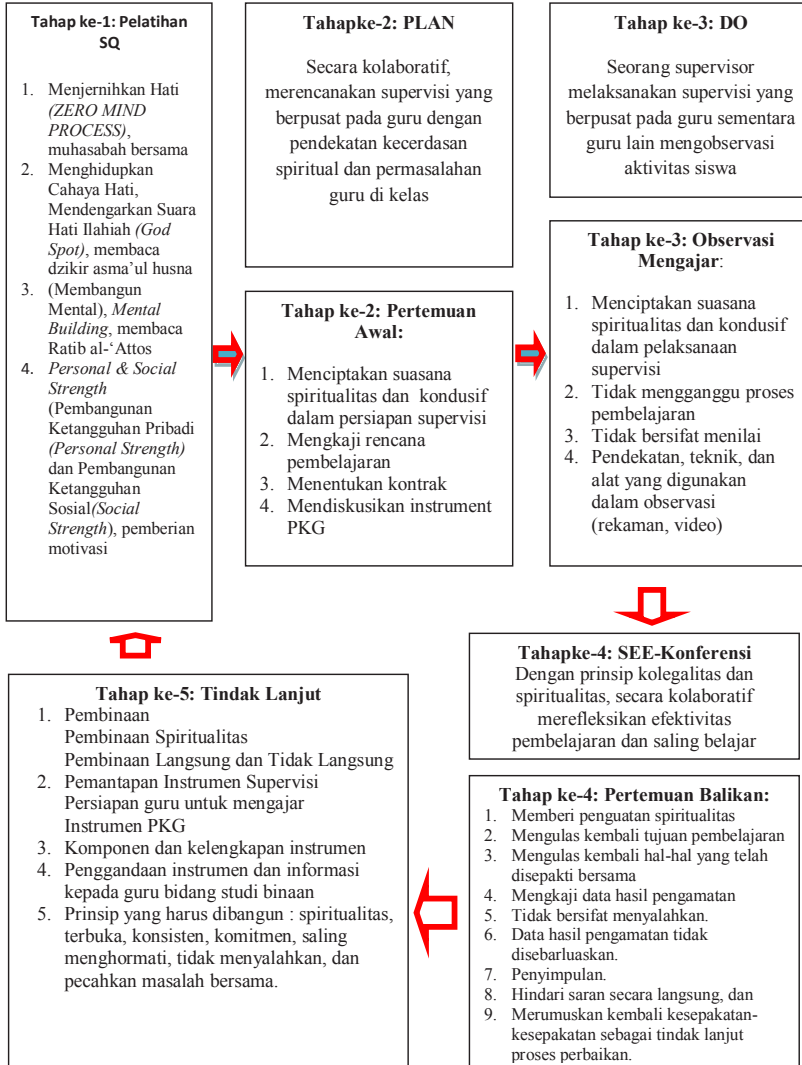 Tahap ke-1: Pelatihan
SQ
1. Menjernihkan Hati
(ZERO MIND
PROCESS),
muhasabah bersama
2. Menghidupkan
Cahaya Hati,
Mendengarkan Suara
Hati Ilahiah (God
Spot), membaca
dzikir asma'ul husna
3. (Membangun
Mental), Mental
Building, membaca
Ratib al-'Attos
4. Personal & Social
Strength
(Pembangunan
Ketangguhan Pribadi
(Personal Strength)
dan Pembangunan
Ketangguhan
Sosial(Social
Strength), pemberian
motivasi
Tahapke-2: PLAN
Secara kolaboratif,
merencanakan supervisi yang
berpusat pada guru dengan
pendekatan kecerdasan
spiritual dan permasalahan
guru di kelas
Tahap ke-2: Pertemuan
Awal:
1. Menciptakan suasana
spiritualitas dan kondusif
dalam persiapan supervisi
2. Mengkaji rencana
pembelajaran
3. Menentukan kontrak
4. Mendiskusikan instrument
PKG
Tahap ke-3: DO
Seorang supervisor
melaksanakan supervisi yang
berpusat pada guru sementara
guru lain mengobservasi
aktivitas siswa
Tahap ke-3: Observasi
Mengajar:
1. Menciptakan suasana
spiritualitas dan kondusif
dalam pelaksanaan
supervisi
2. Tidak mengganggu proses
pembelajaran
3. Tidak bersifat menilai
4. Pendekatan, teknik, dan
alat yang digunakan
dalam observasi
(rekaman, video)
Tahapke-4: SEE-Konferensi
Dengan prinsip kolegalitas dan
spiritualitas, secara kolaboratif
merefleksikan efektivitas
pembelajaran dan saling belajar
Tahap ke-4: Pertemuan Balikan:
1. Memberi penguatan spiritualitas
2. Mengulas kembali tujuan pembelajaran
3. Mengulas kembali hal-hal yang telah
disepakti bersama
4. Mengkaji data hasil pengamatan
5. Tidak bersifat menyalahkan.
6. Data hasil pengamatan tidak
disebarluaskan.
7. Penyimpulan.
8. Hindari saran secara langsung, dan
9. Merumuskan kembali kesepakatan-
kesepakatan sebagai tindak lanjut
proses perbaikan.
Tahap ke-5: Tindak Lanjut
1. Pembinaan
Pembinaan Spiritualitas
Pembinaan Langsung dan Tidak Langsung
2. Pemantapan Instrumen Supervisi
Persiapan guru untuk mengajar
Instrumen PKG
3. Komponen dan kelengkapan instrumen
4. Penggandaan instrumen dan informasi
kepada guru bidang studi binaan
5. Prinsip yang harus dibangun : spiritualitas,
terbuka, konsisten, komitmen, saling
menghormati, tidak menyalahkan, dan
pecahkan masalah bersama.